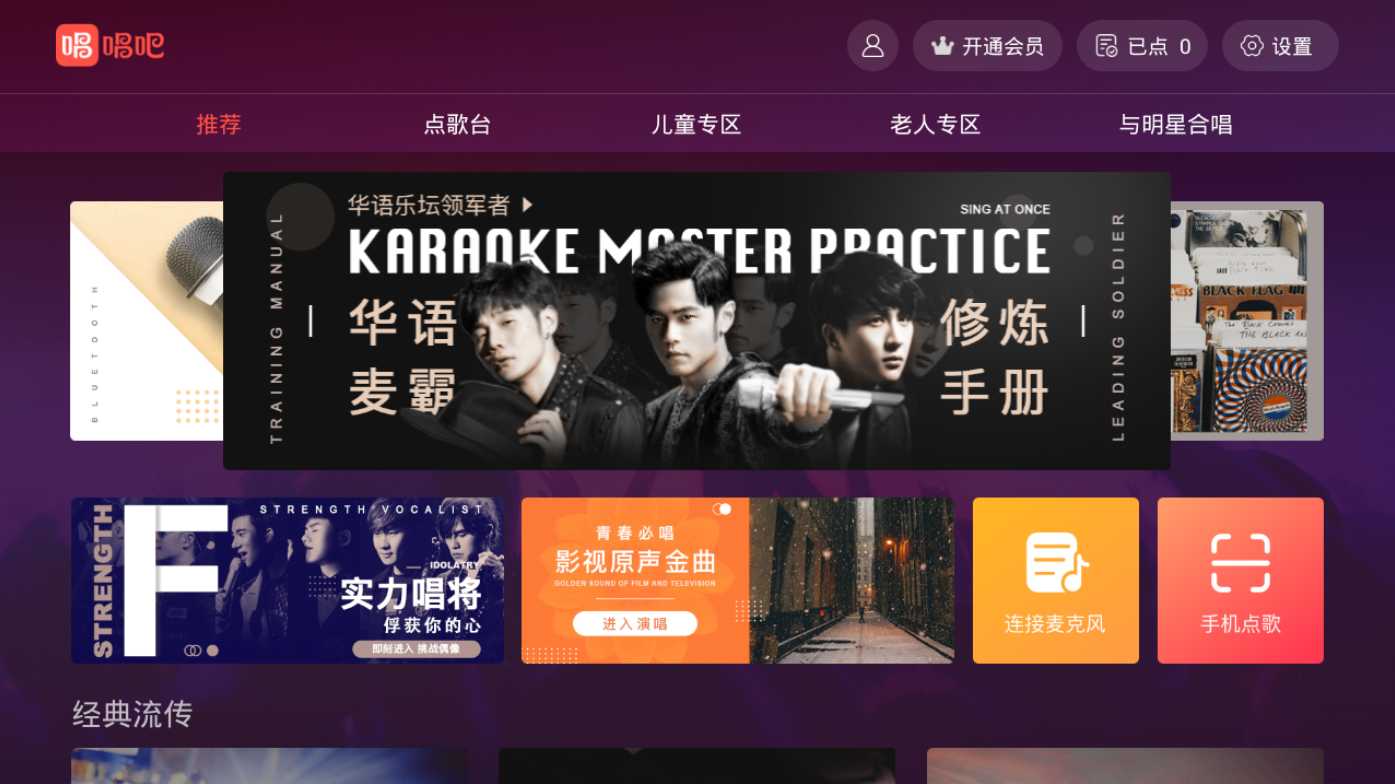 唱 唱吧
开通会员
已点 0
设置
推荐
点歌台
儿童专区
老人专区
与明星合唱
BLUETOOTH
TRAINING MANUAL
华语乐坛领军者
SING AT ONCE
KARAOKE MASTER PRACTICE
华语
麦霸
修炼
手册
LEADING SOLDIER
BLACK FLAG
THE BLACK
STRENGTH
F
STRENGTH VOCALIST
IDOLATRY
实力唱将
俘获你的心
即刻进入 挑战偶像
青春必唱
影视原声金曲
GOLDEN SOUND OF FILM AND TELEVISION
进入演唱
连接麦克风
手机点歌
经典流传